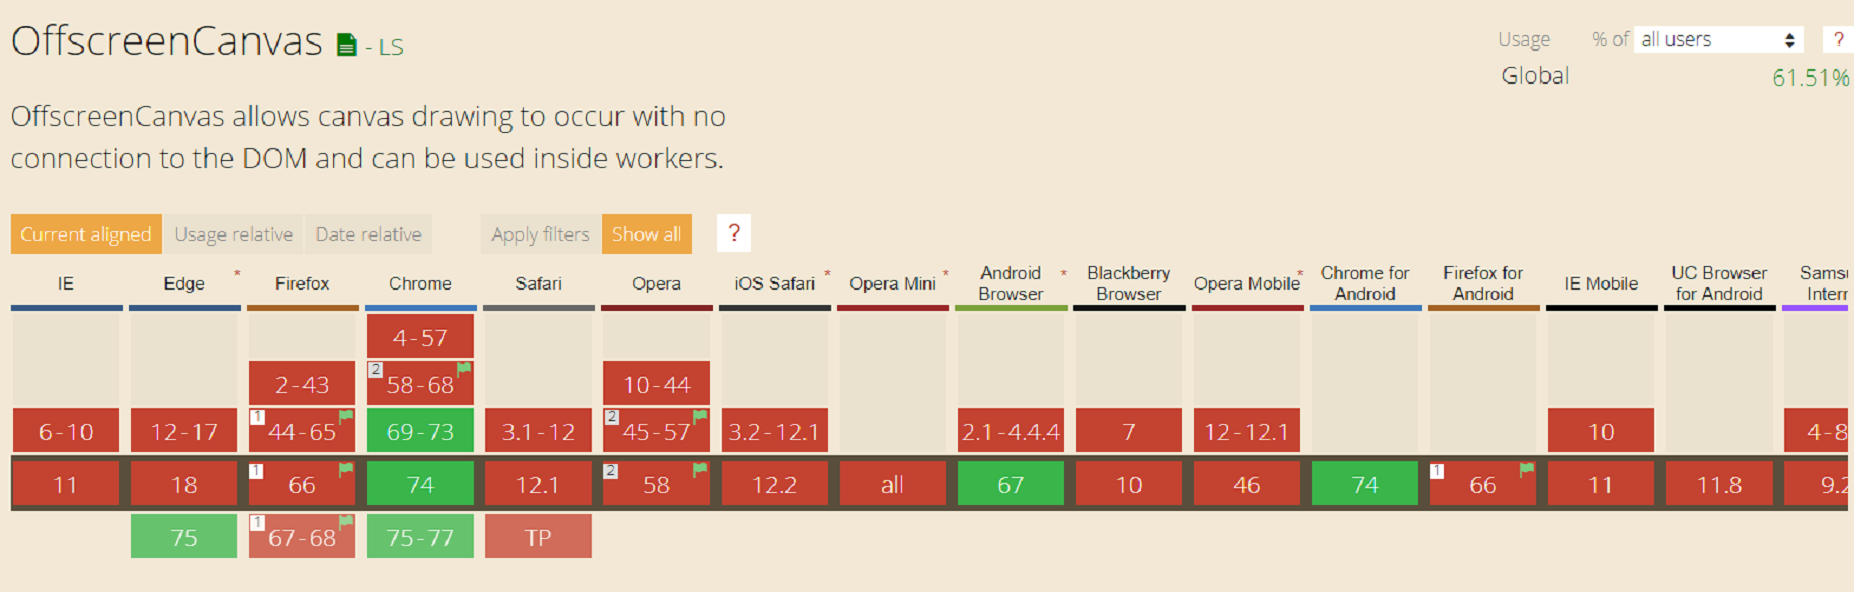 OffscreenCanvas - LS
Usage % of all users ?
Global 61.51%
OffscreenCanvas allows canvas drawing to occur with no
connection to the DOM and can be used inside workers.
Current aligned Usage relative Date relative Apply filters Show all ?
IE Edge * Firefox Chrome Safari Opera iOS Safari * Opera Mini * Android Browser * Blackberry Browser Opera Mobile * Chrome for Android Firefox for Android IE Mobile UC Browser for Android
4-57
2-43 2 58-68 10-44
6-10 12-17 1 44-65 69-73 3.1-12 2 45-57 3.2-12.1 2.1-4.4.4 7 12-12.1 10 4-8
11 18 1 66 74 12.1 2 58 12.2 all 67 10 46 74 1 66 11 11.8 9.2
75 1 67-68 75-77 TP